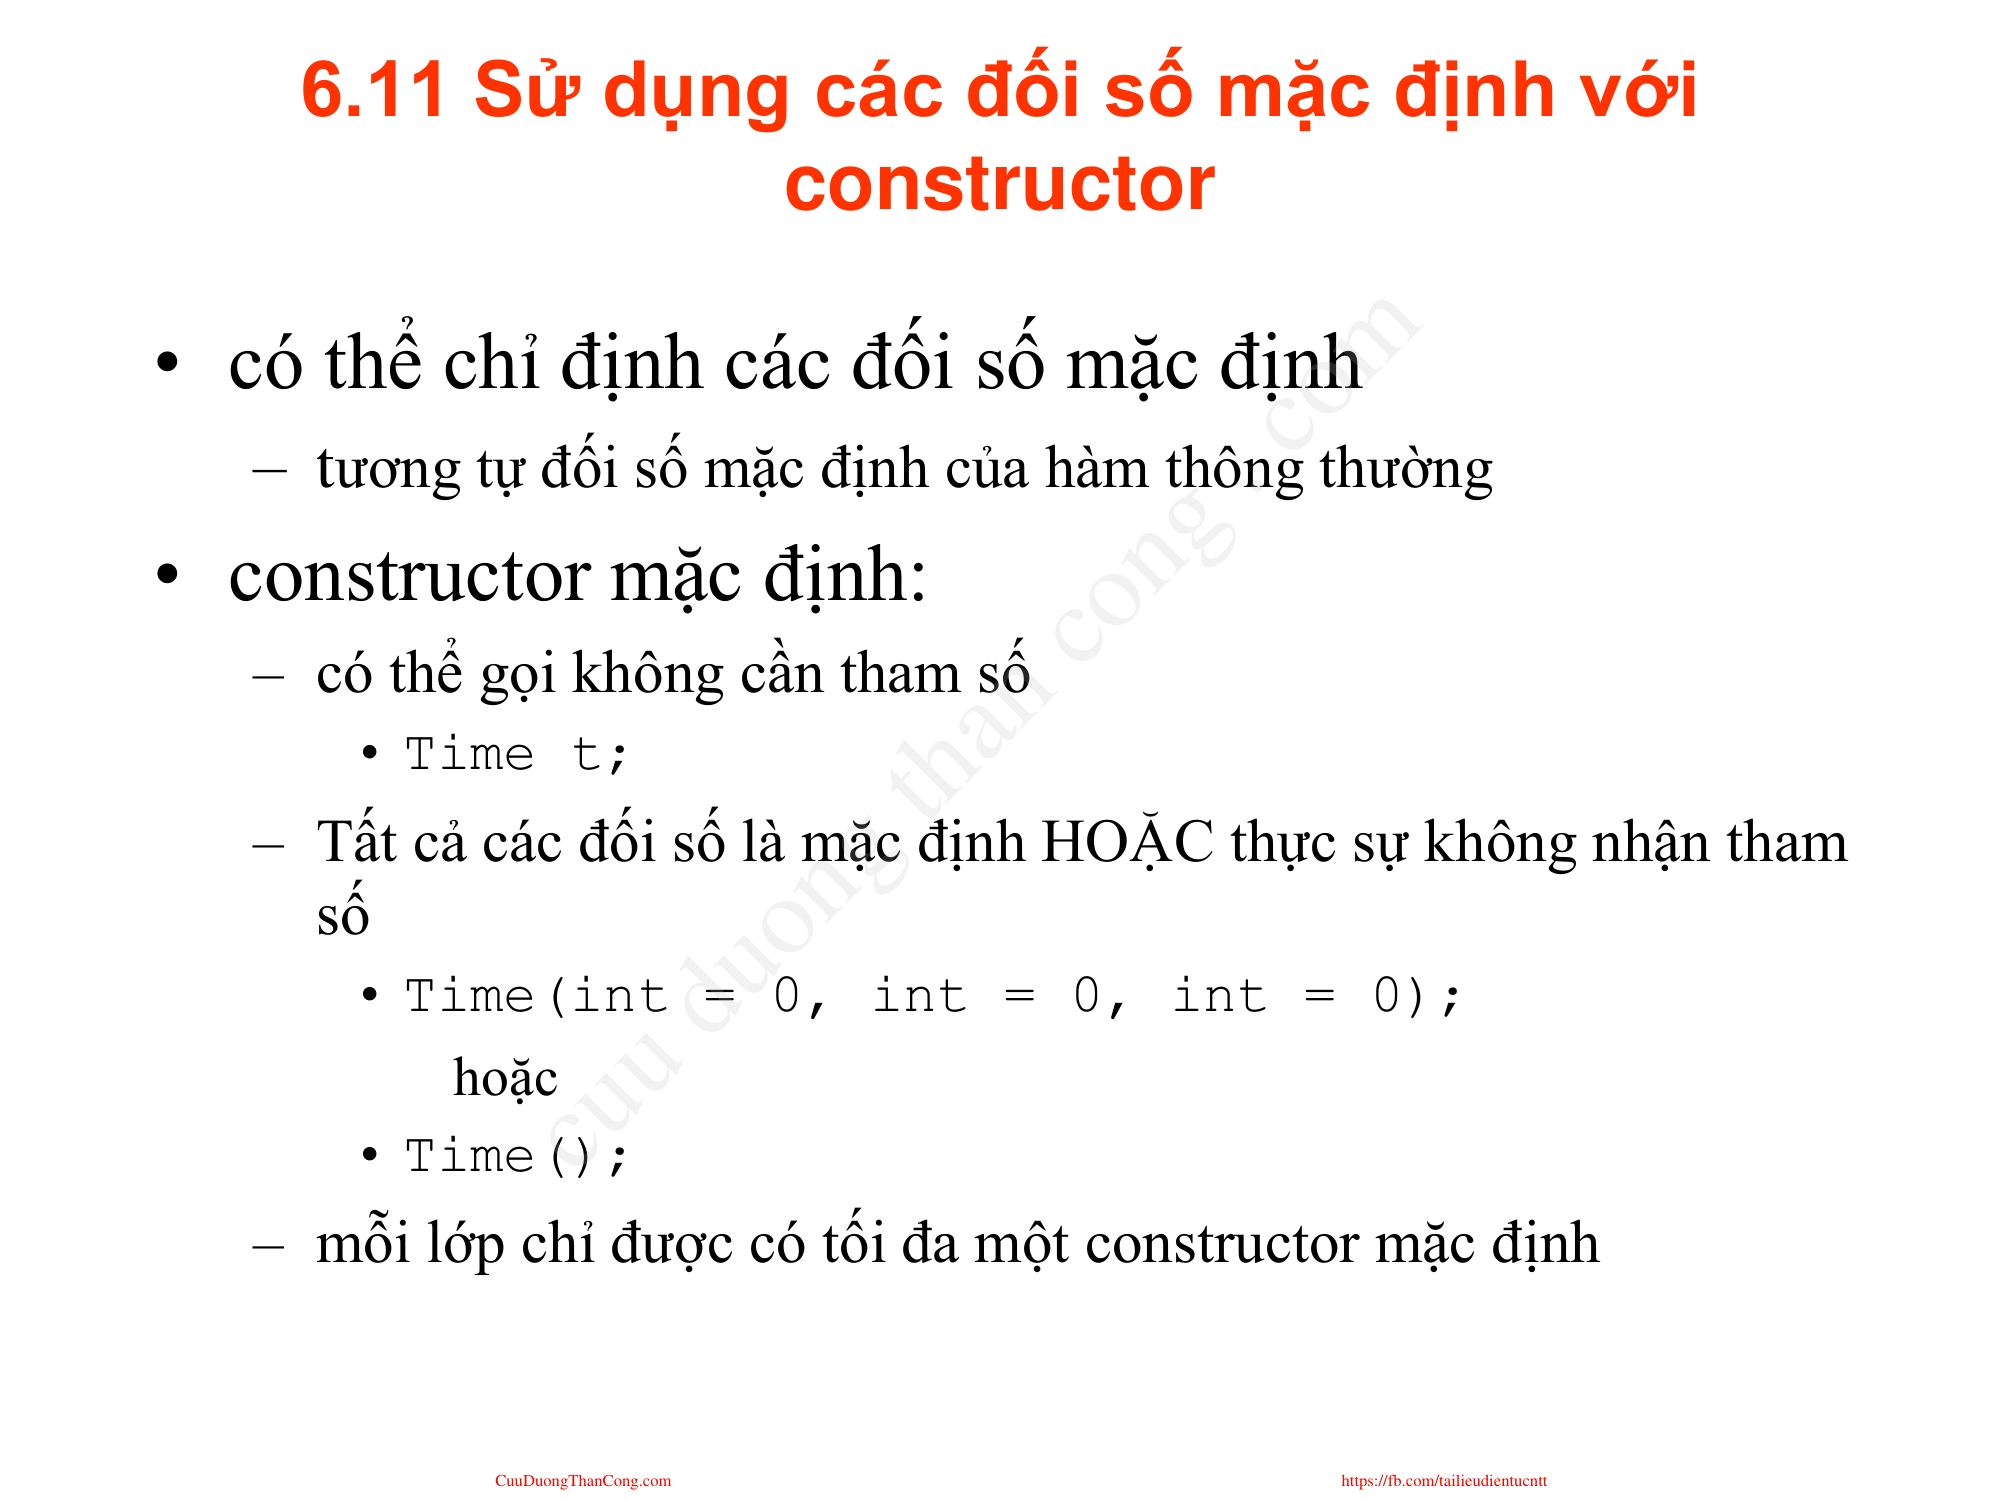 6.11 Sử dụng các đối số mặc định với
constructor
• có thể chỉ định các đối số mặc định
– tương tự đối số mặc định của hàm thông thường
• constructor mặc định:
– có thể gọi không cần tham số
• Time t;
– Tất cả các đối số là mặc định HOẶC thực sự không nhận tham
số
• Time(int = 0, int = 0, int = 0);
hoặc
• Time();
– mỗi lớp chỉ được có tối đa một constructor mặc định
cuu duong than cong . com
CuuDuongThanCong.com
https://fb.com/tailieudientucntt